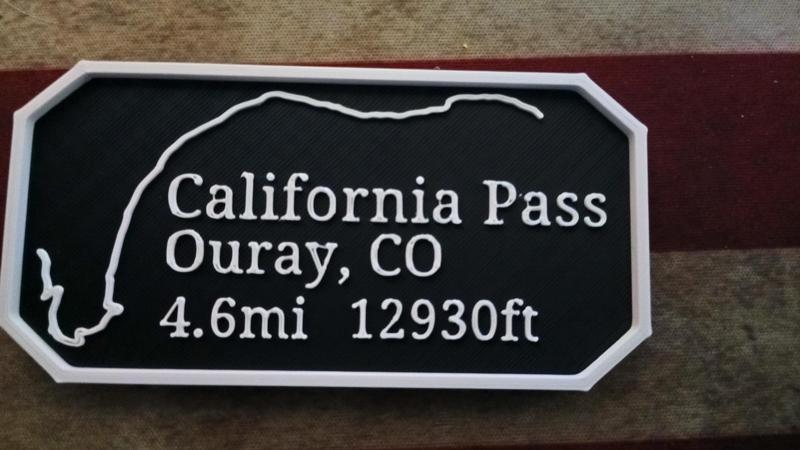 California Pass
Ouray, CO
4.6mi 12930ft